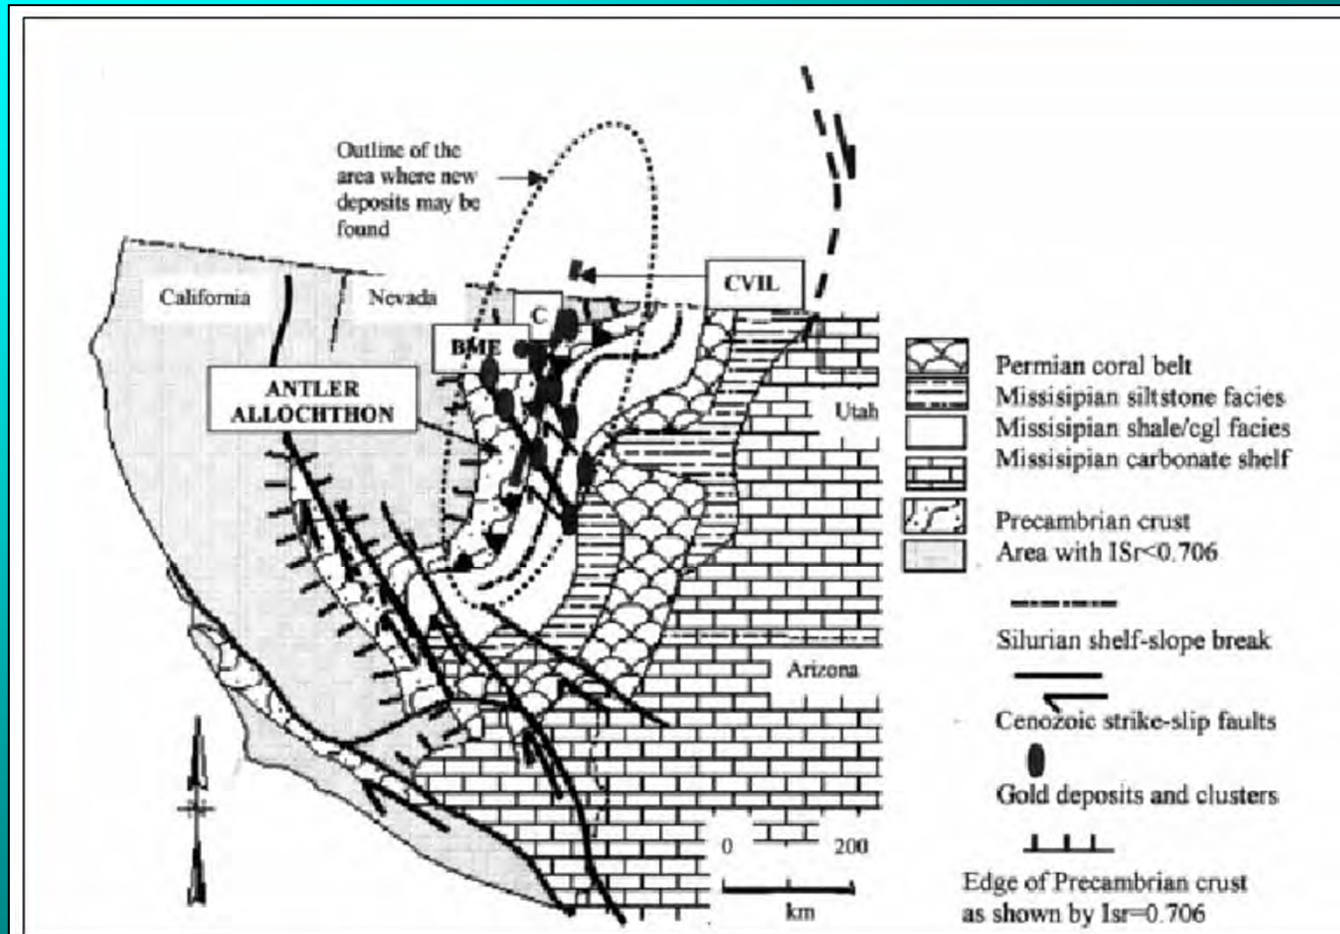 Outline of the
area where new
deposits may be
found
CVIL
California
Nevada
C
BME
ANTLER
ALLOCHTHON
Utah
Arizona
0 200
km
Permian coral belt
Missisipian siltstone facies
Missisipian shale/cgl facies
Missisipian carbonate shelf
Precambrian crust
Area with ISr<0.706
Silurian shelf-slope break
Cenozoic strike-slip faults
Gold deposits and clusters
Edge of Precambrian crust
as shown by Isr=0.706